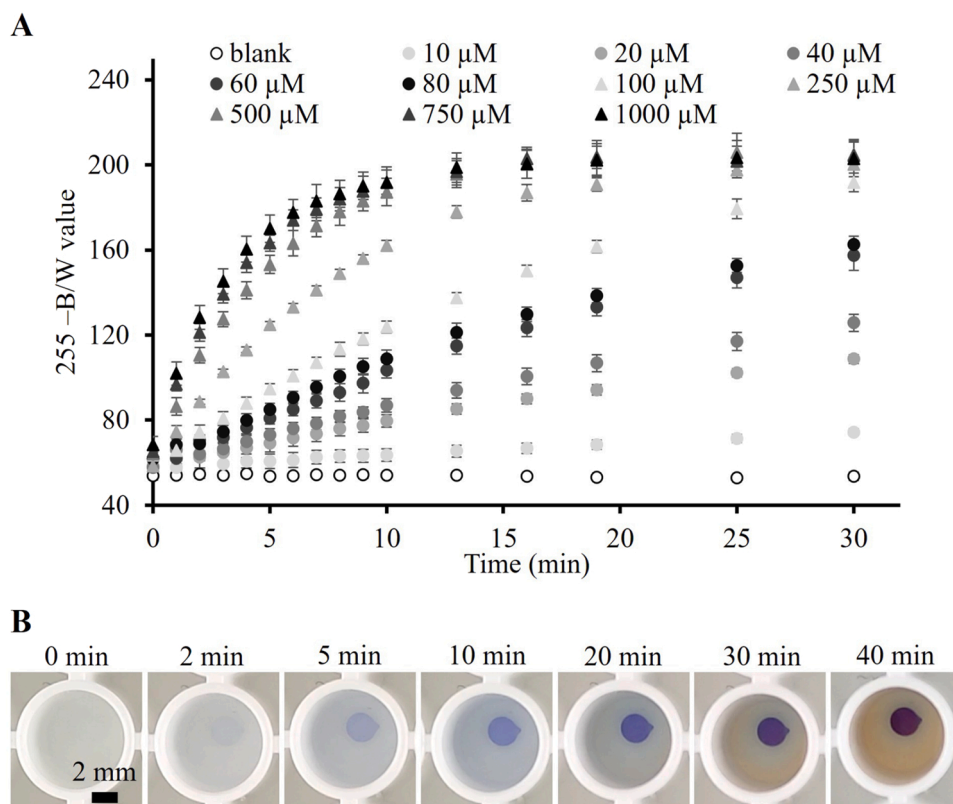 A
blank 10 µM 20 µM 40 µM
60 µM 80 µM 100 µM 250 µM
500 µM 750 µM 1000 µM
240
200
160
120
80
40
255 –B/W value
0 5 10 15 20 25 30
Time (min)
B
0 min 2 min 5 min 10 min 20 min 30 min 40 min
2 mm